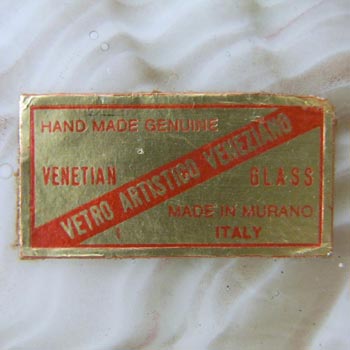 HAND MADE GENUINE
VENETIAN GLASS
VETRO ARTISTICO VENEZIANO
MADE IN MURANO
ITALY